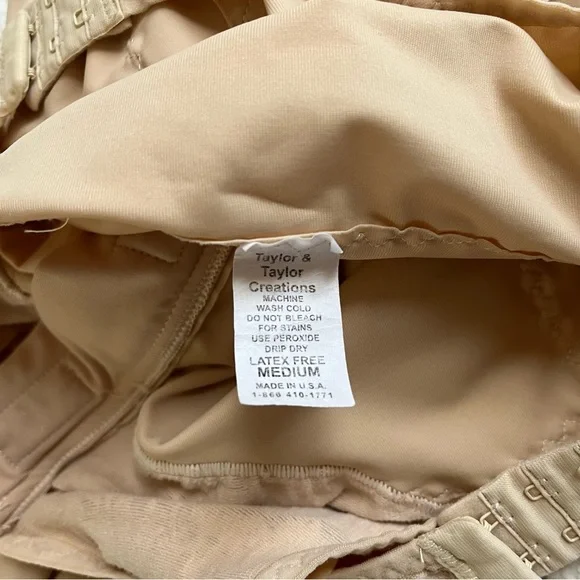 Taylor &
Taylor
Creations
MACHINE
WASH COLD
DO NOT BLEACH
FOR STAINS
USE PEROXIDE
DRIP DRY
LATEX FREE
MEDIUM
MADE IN U.S.A.
1-866 410-1771